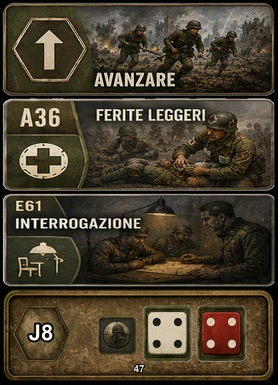 AVANZARE
A36
FERITE LEGGERI
E61
INTERROGAZIONE
J8
47